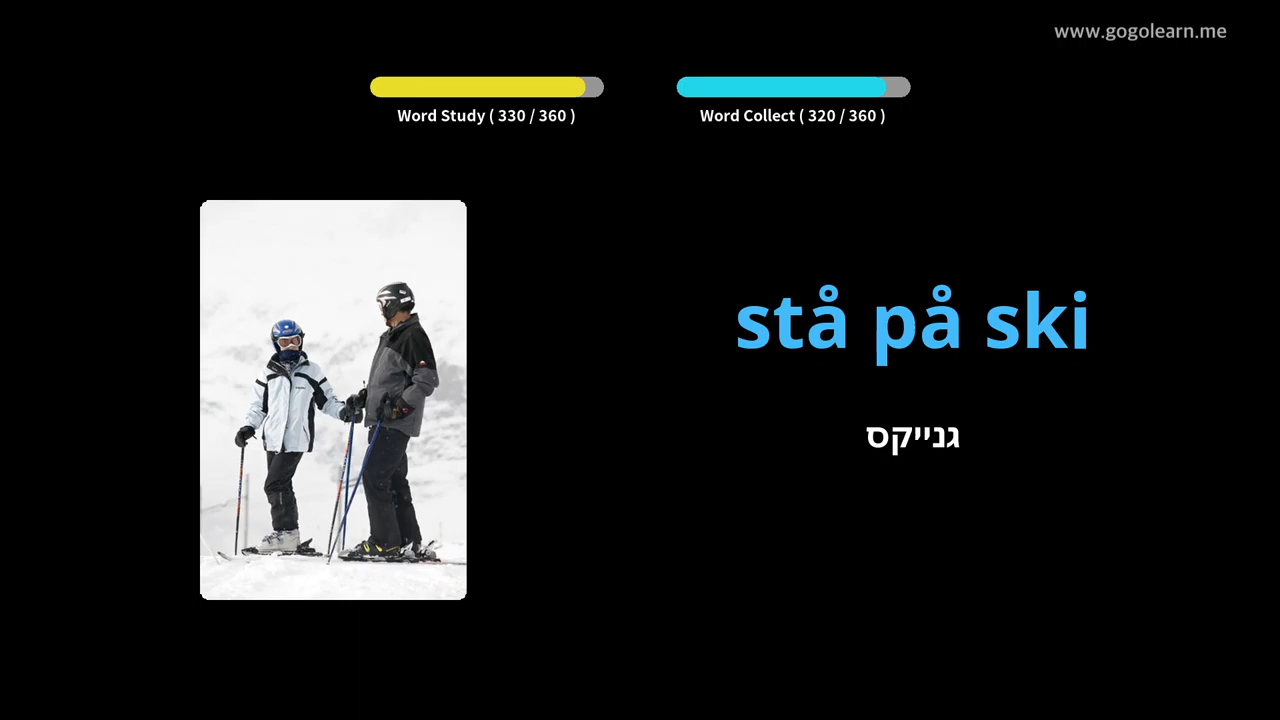 www.gogolearn.me
Word Study ( 330 / 360 )
Word Collect ( 320 / 360 )
stå på ski
גנייקס